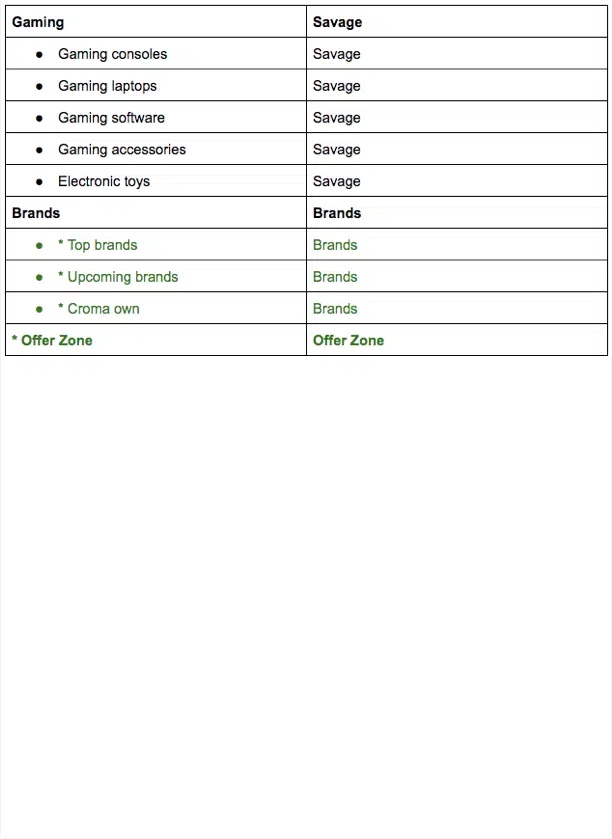 Gaming Savage
● Gaming consoles Savage
● Gaming laptops Savage
● Gaming software Savage
● Gaming accessories Savage
● Electronic toys Savage
Brands Brands
● * Top brands Brands
● * Upcoming brands Brands
● * Croma own Brands
* Offer Zone Offer Zone